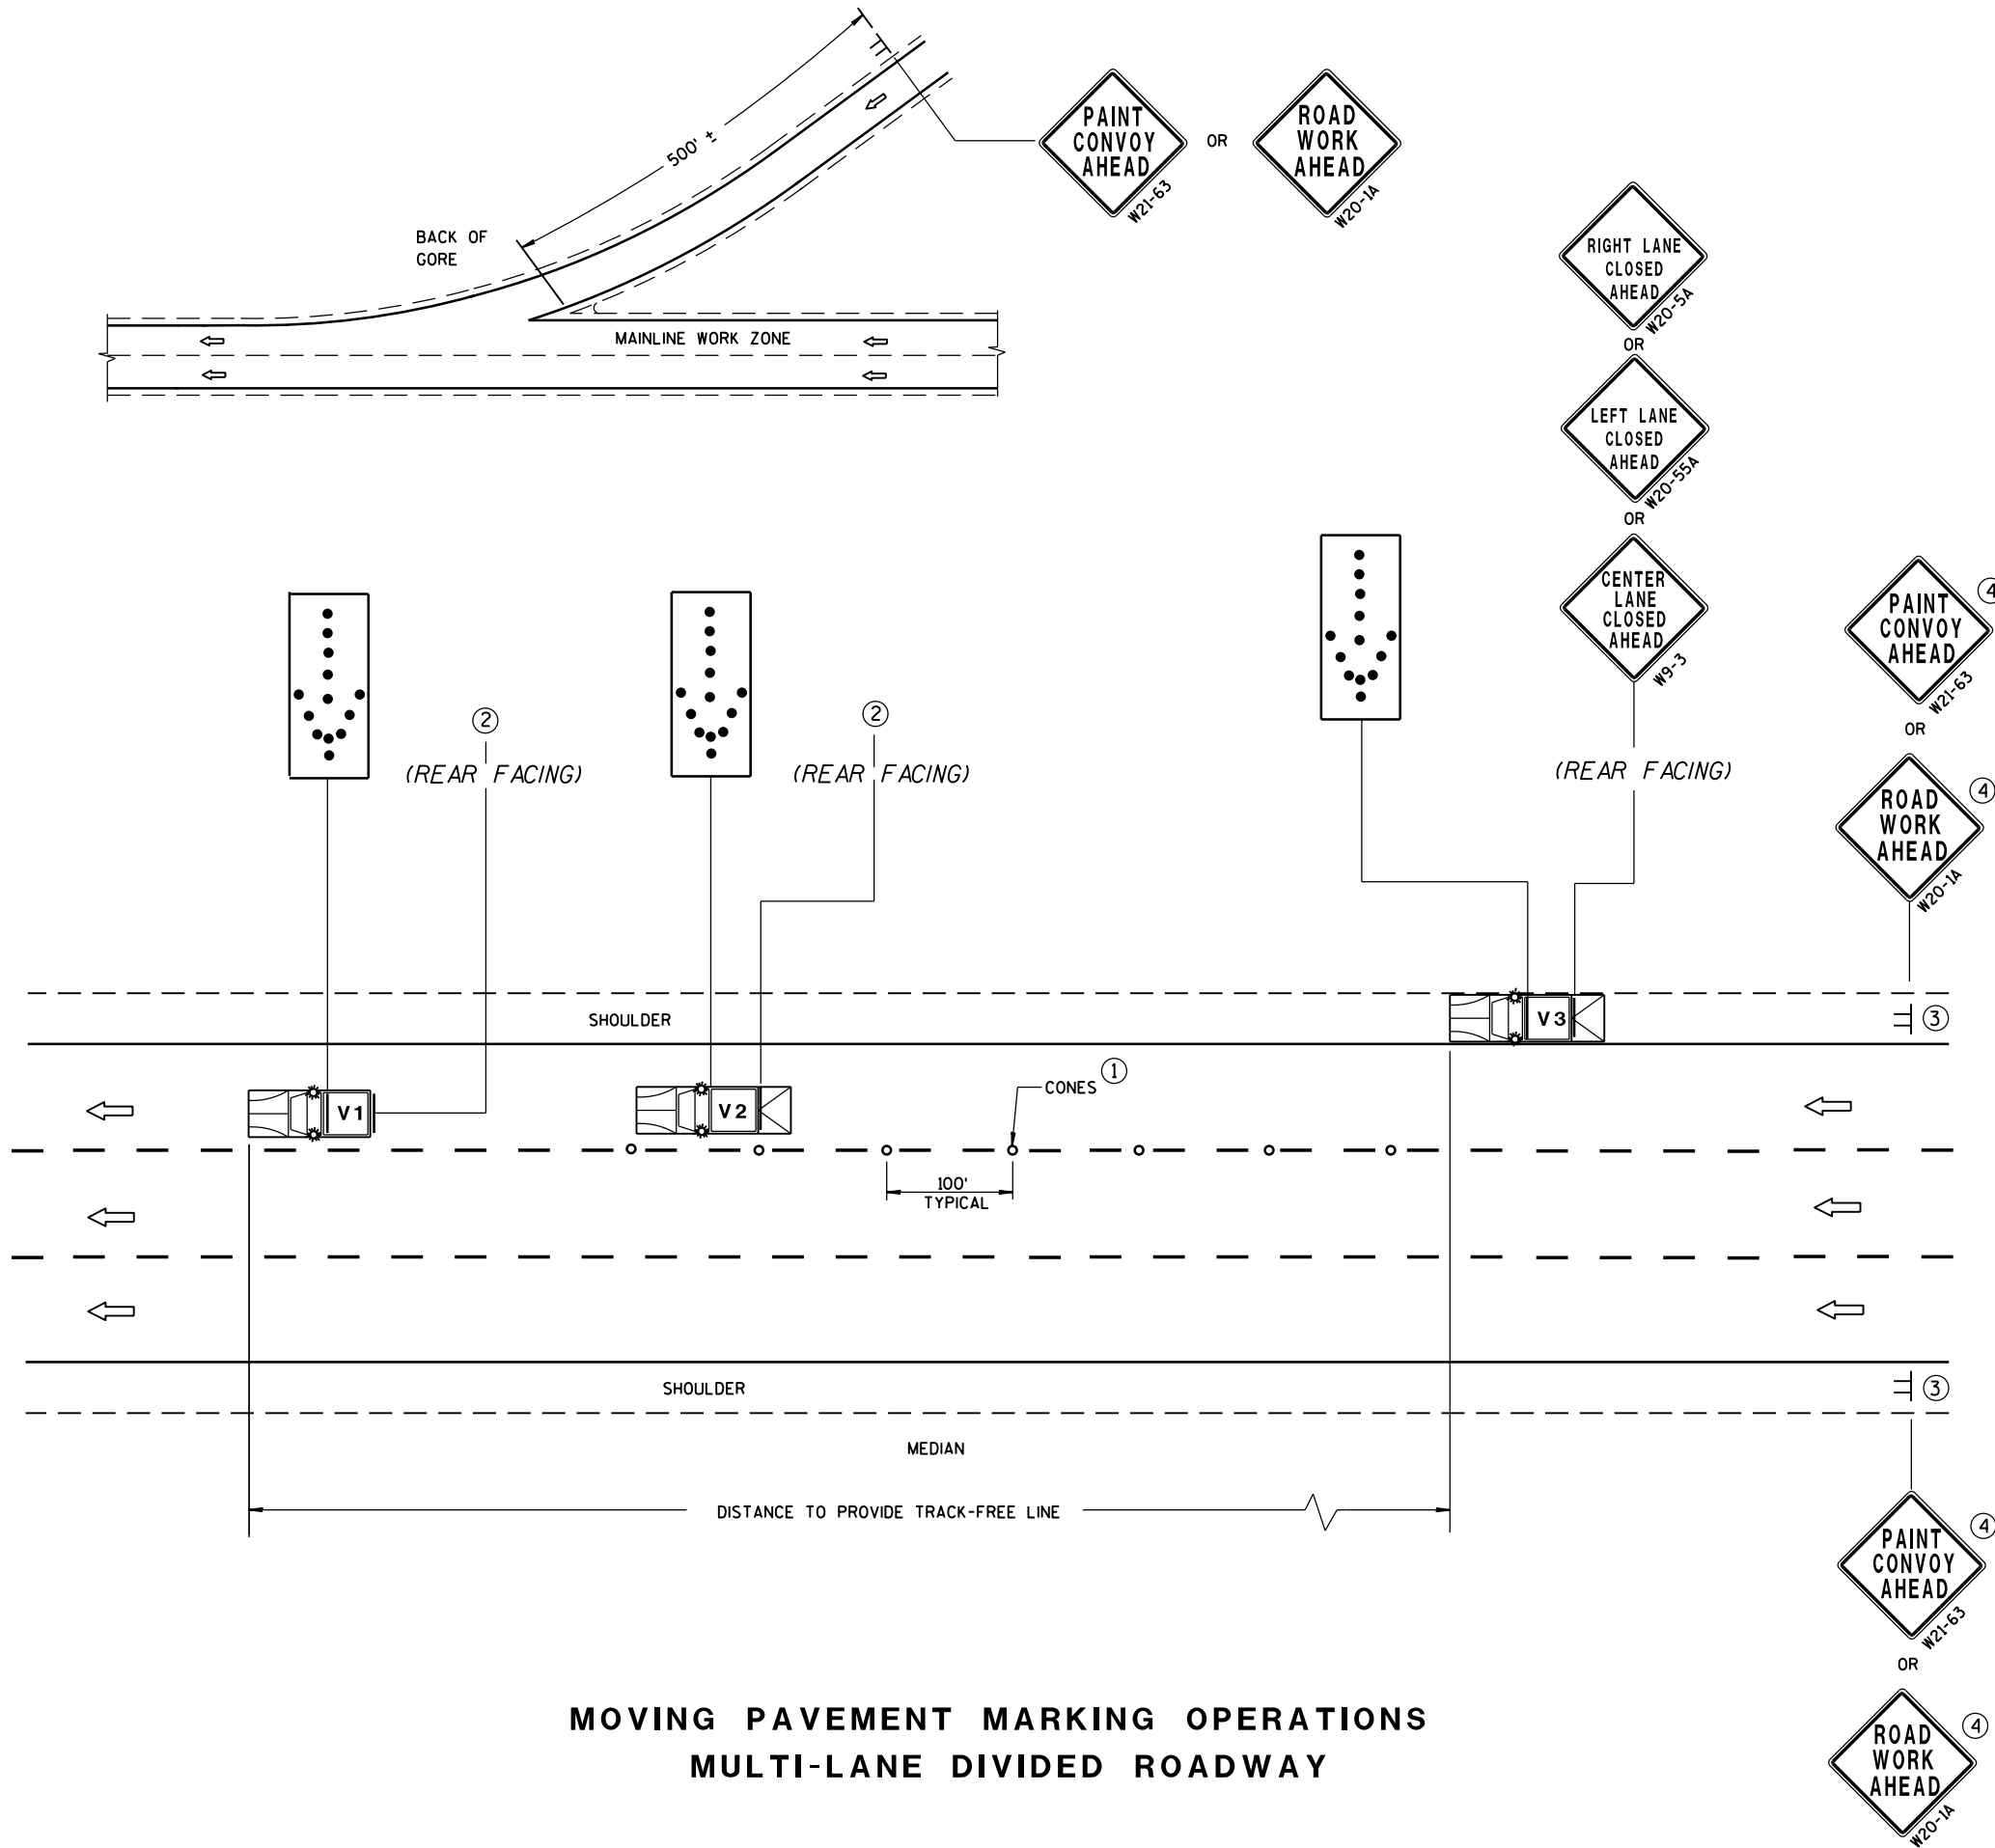 500' ±
PAINT
CONVOY
AHEAD
W21-63
OR
ROAD
WORK
AHEAD
W20-1A
BACK OF
GORE
MAINLINE WORK ZONE
RIGHT LANE
CLOSED
AHEAD
W20-5A
OR
LEFT LANE
CLOSED
AHEAD
W20-55A
OR
CENTER
LANE
CLOSED
AHEAD
W9-3
(REAR FACING)
4
PAINT
CONVOY
AHEAD
W21-63
OR
4
ROAD
WORK
AHEAD
W20-1A
2
(REAR FACING)
2
(REAR FACING)
SHOULDER
V3
3
V1
V2
CONES
1
100'
TYPICAL
SHOULDER
3
MEDIAN
DISTANCE TO PROVIDE TRACK-FREE LINE
4
PAINT
CONVOY
AHEAD
W21-63
OR
4
ROAD
WORK
AHEAD
W20-1A
MOVING PAVEMENT MARKING OPERATIONS
MULTI-LANE DIVIDED ROADWAY